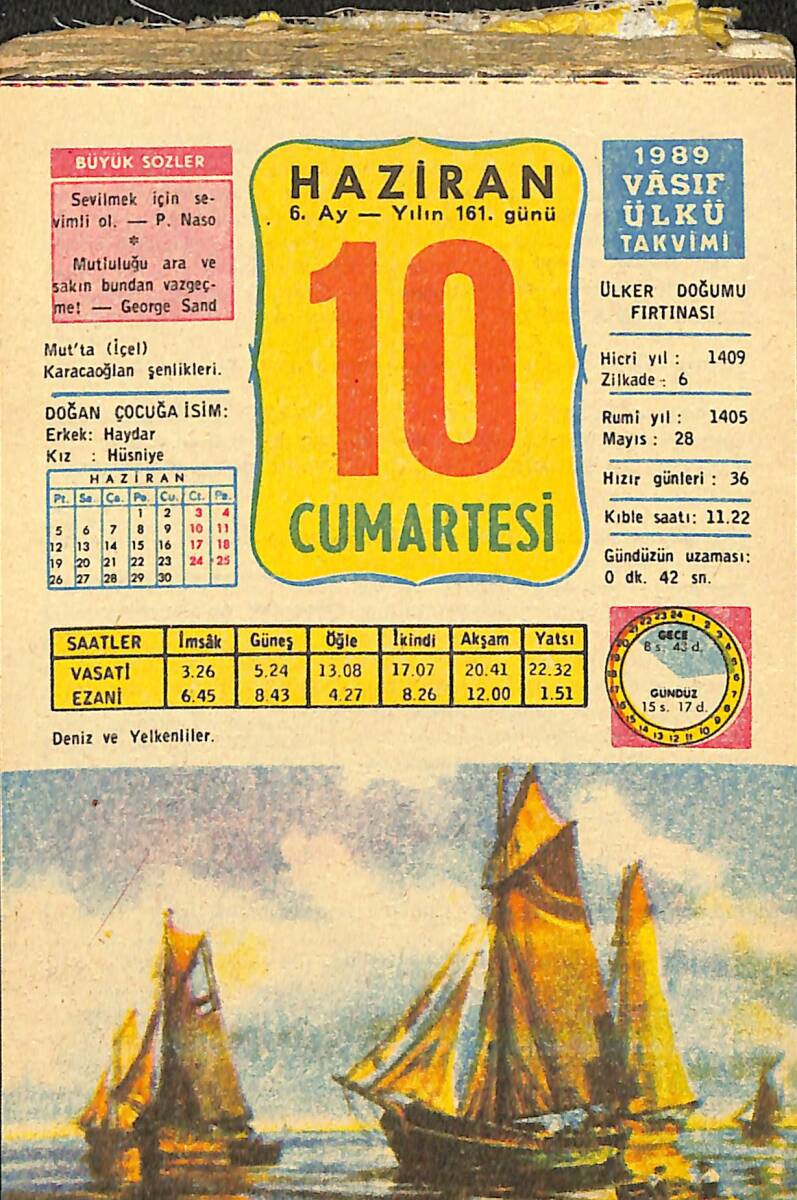 BÜYÜK SÖZLER
Sevilmek için se-
vimli ol. — P. Naso
*
Mutluluğu ara ve
sakın bundan vazgeç-
me! — George Sand
Mut'ta (İçel)
Karacaoğlan şenlikleri.
DOĞAN ÇOCUĞA İSİM:
Erkek: Haydar
Kız : Hüsniye
HAZİRAN
Pt. Sa. Ça. Pe. Cu. Ct. Pa.
1 2 3 4
5 6 7 8 9 10 11
12 13 14 15 16 17 18
19 20 21 22 23 24 25
26 27 28 29 30
HAZİRAN
6. Ay — Yılın 161. günü
10
CUMARTESİ
1989
VÂSIF
ÜLKÜ
TAKVİMİ
ÜLKER DOĞUMU
FIRTINASI
Hicri yıl : 1409
Zilkade : 6
Rumi yıl : 1405
Mayıs : 28
Hızır günleri : 36
Kıble saati: 11.22
Gündüzün uzaması:
0 dk. 42 sn.
SAATLER İmsâk Güneş Öğle İkindi Akşam Yatsı
VASATİ 3.26 5.24 13.08 17.07 20.41 22.32
EZANİ 6.45 8.43 4.27 8.26 12.00 1.51
GECE
8 s. 43 d.
GÜNDÜZ
15 s. 17 d.
Deniz ve Yelkenliler.